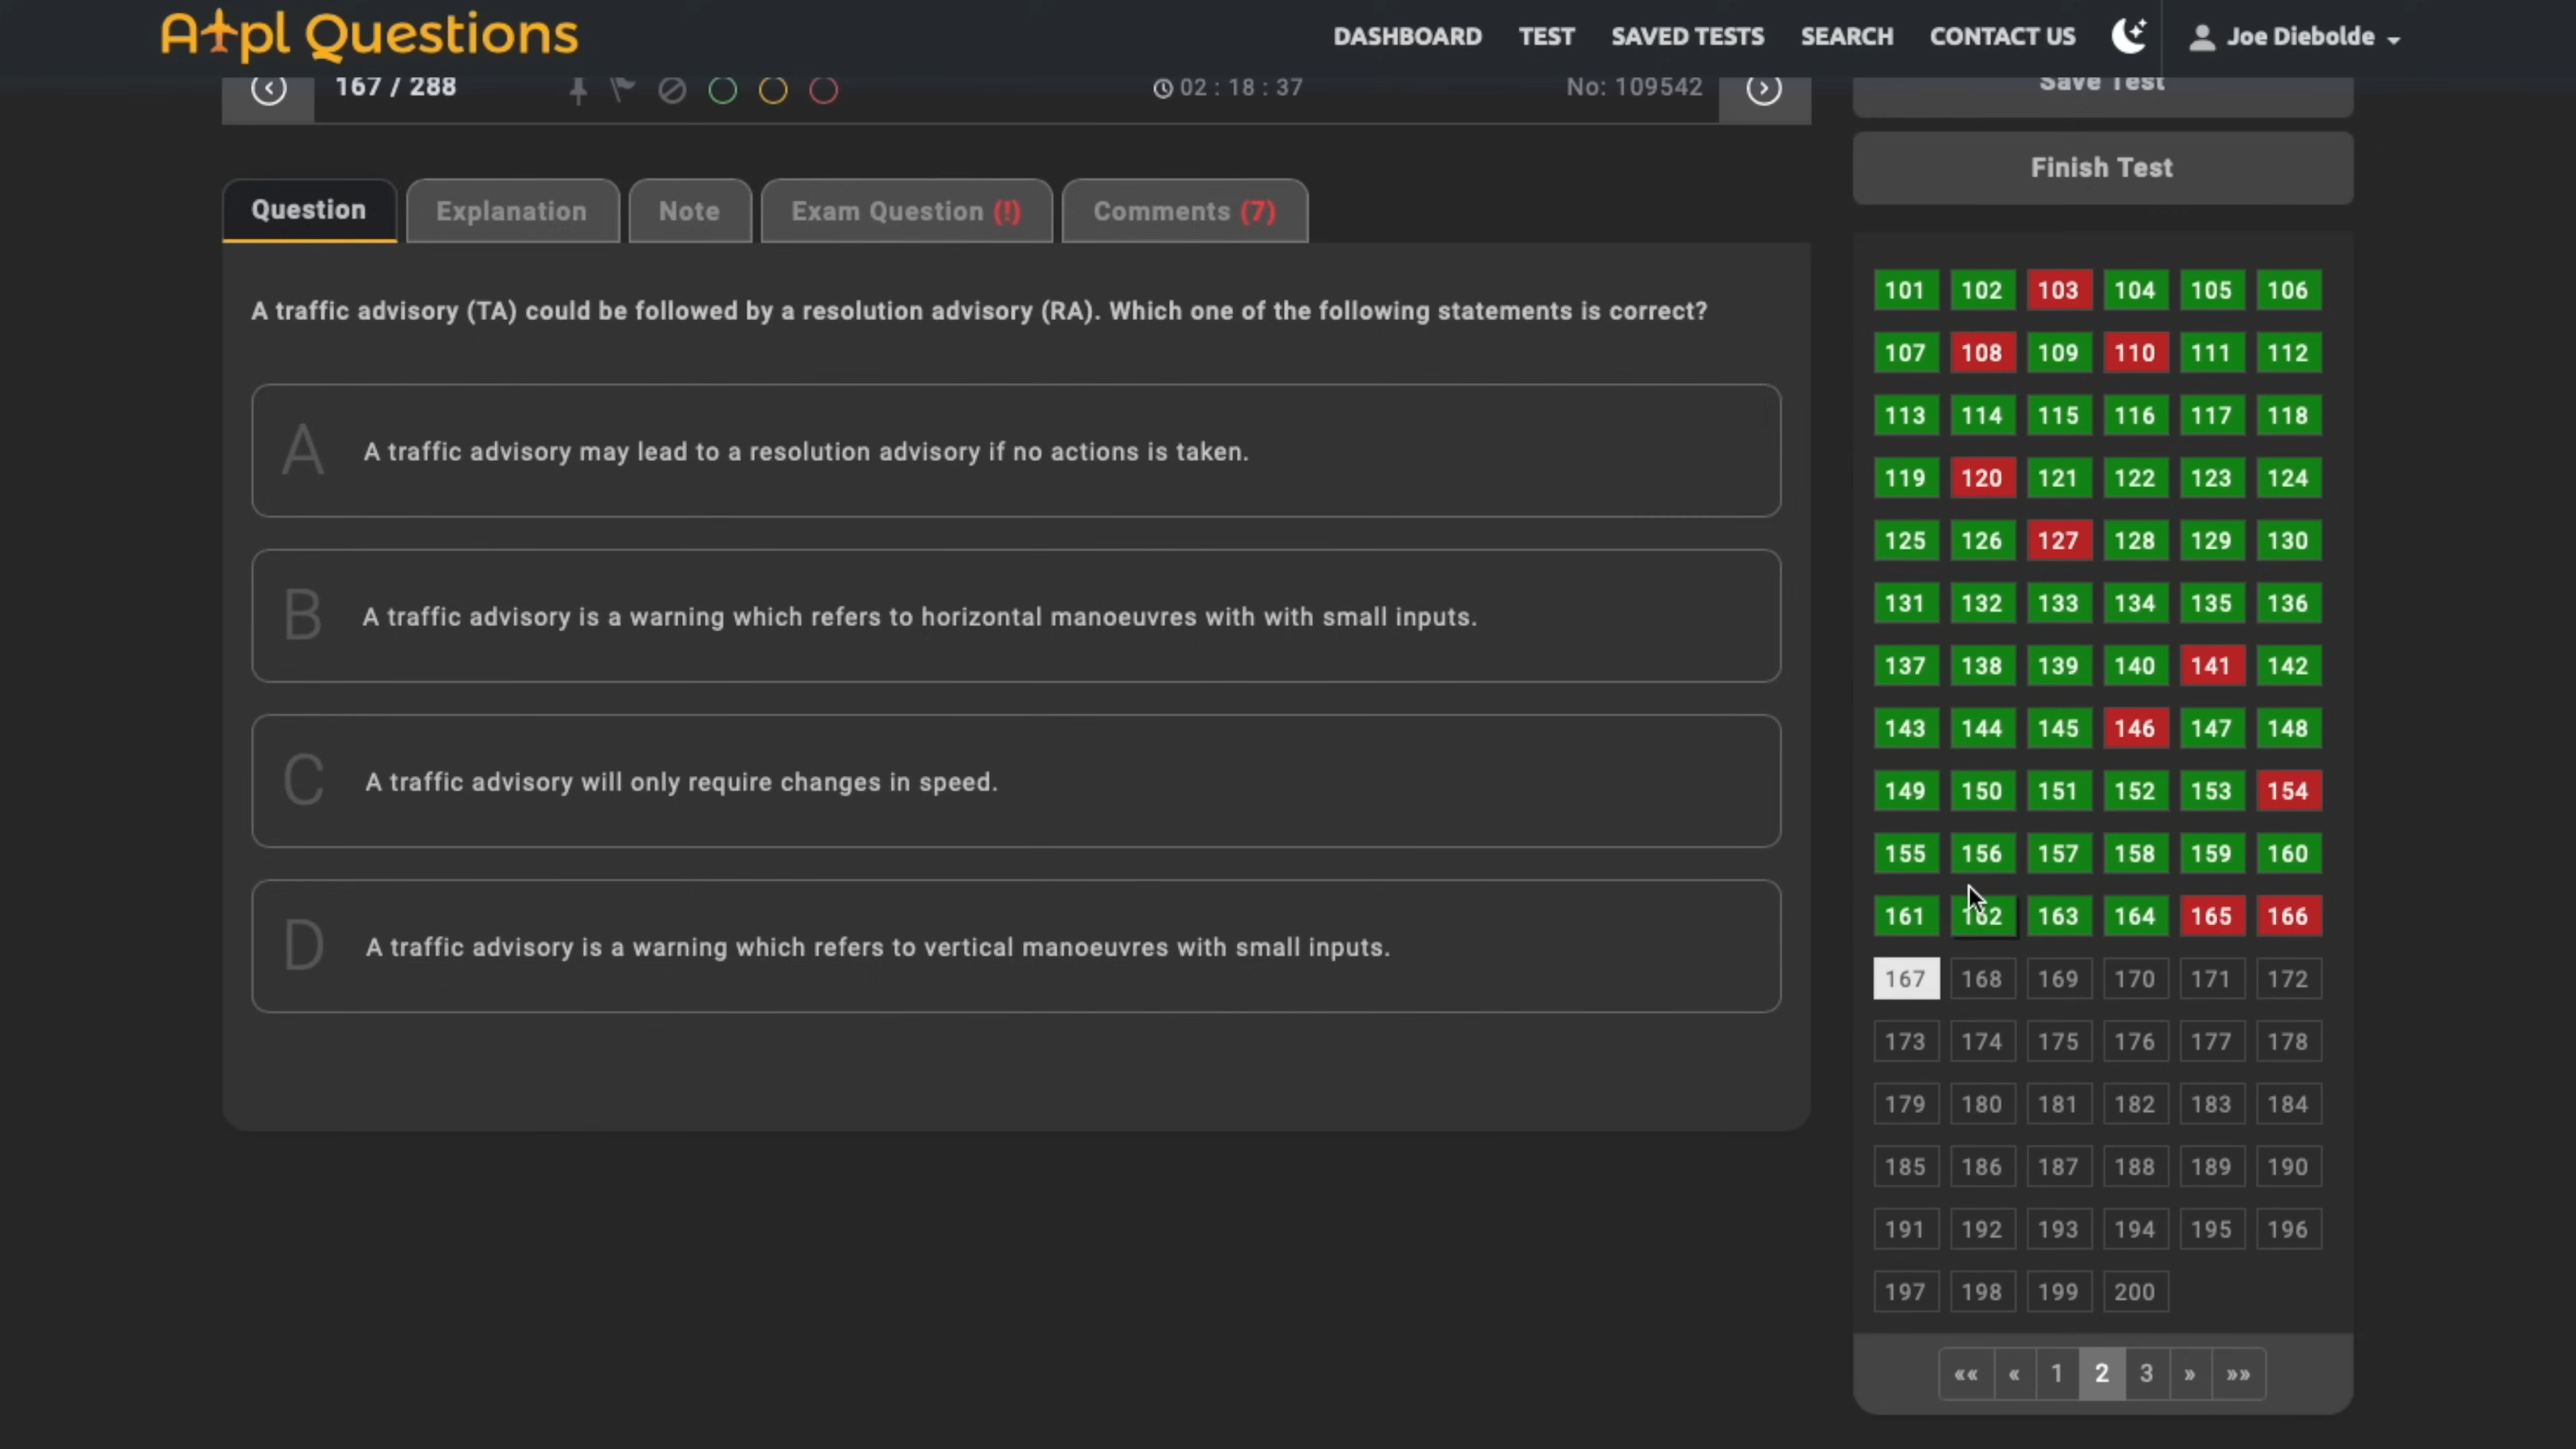 A pl Questions
DASHBOARD TEST SAVED TESTS SEARCH CONTACT US Joe Diebolde
167 / 288 02 : 18 : 37 No: 109542
Save Test
Finish Test
Question Explanation Note Exam Question (!) Comments (7)
A traffic advisory (TA) could be followed by a resolution advisory (RA). Which one of the following statements is correct?
A A traffic advisory may lead to a resolution advisory if no actions is taken.
B A traffic advisory is a warning which refers to horizontal manoeuvres with with small inputs.
C A traffic advisory will only require changes in speed.
D A traffic advisory is a warning which refers to vertical manoeuvres with small inputs.
101 102 103 104 105 106
107 108 109 110 111 112
113 114 115 116 117 118
119 120 121 122 123 124
125 126 127 128 129 130
131 132 133 134 135 136
137 138 139 140 141 142
143 144 145 146 147 148
149 150 151 152 153 154
155 156 157 158 159 160
161 162 163 164 165 166
167 168 169 170 171 172
173 174 175 176 177 178
179 180 181 182 183 184
185 186 187 188 189 190
191 192 193 194 195 196
197 198 199 200
«« « 1 2 3 » »»